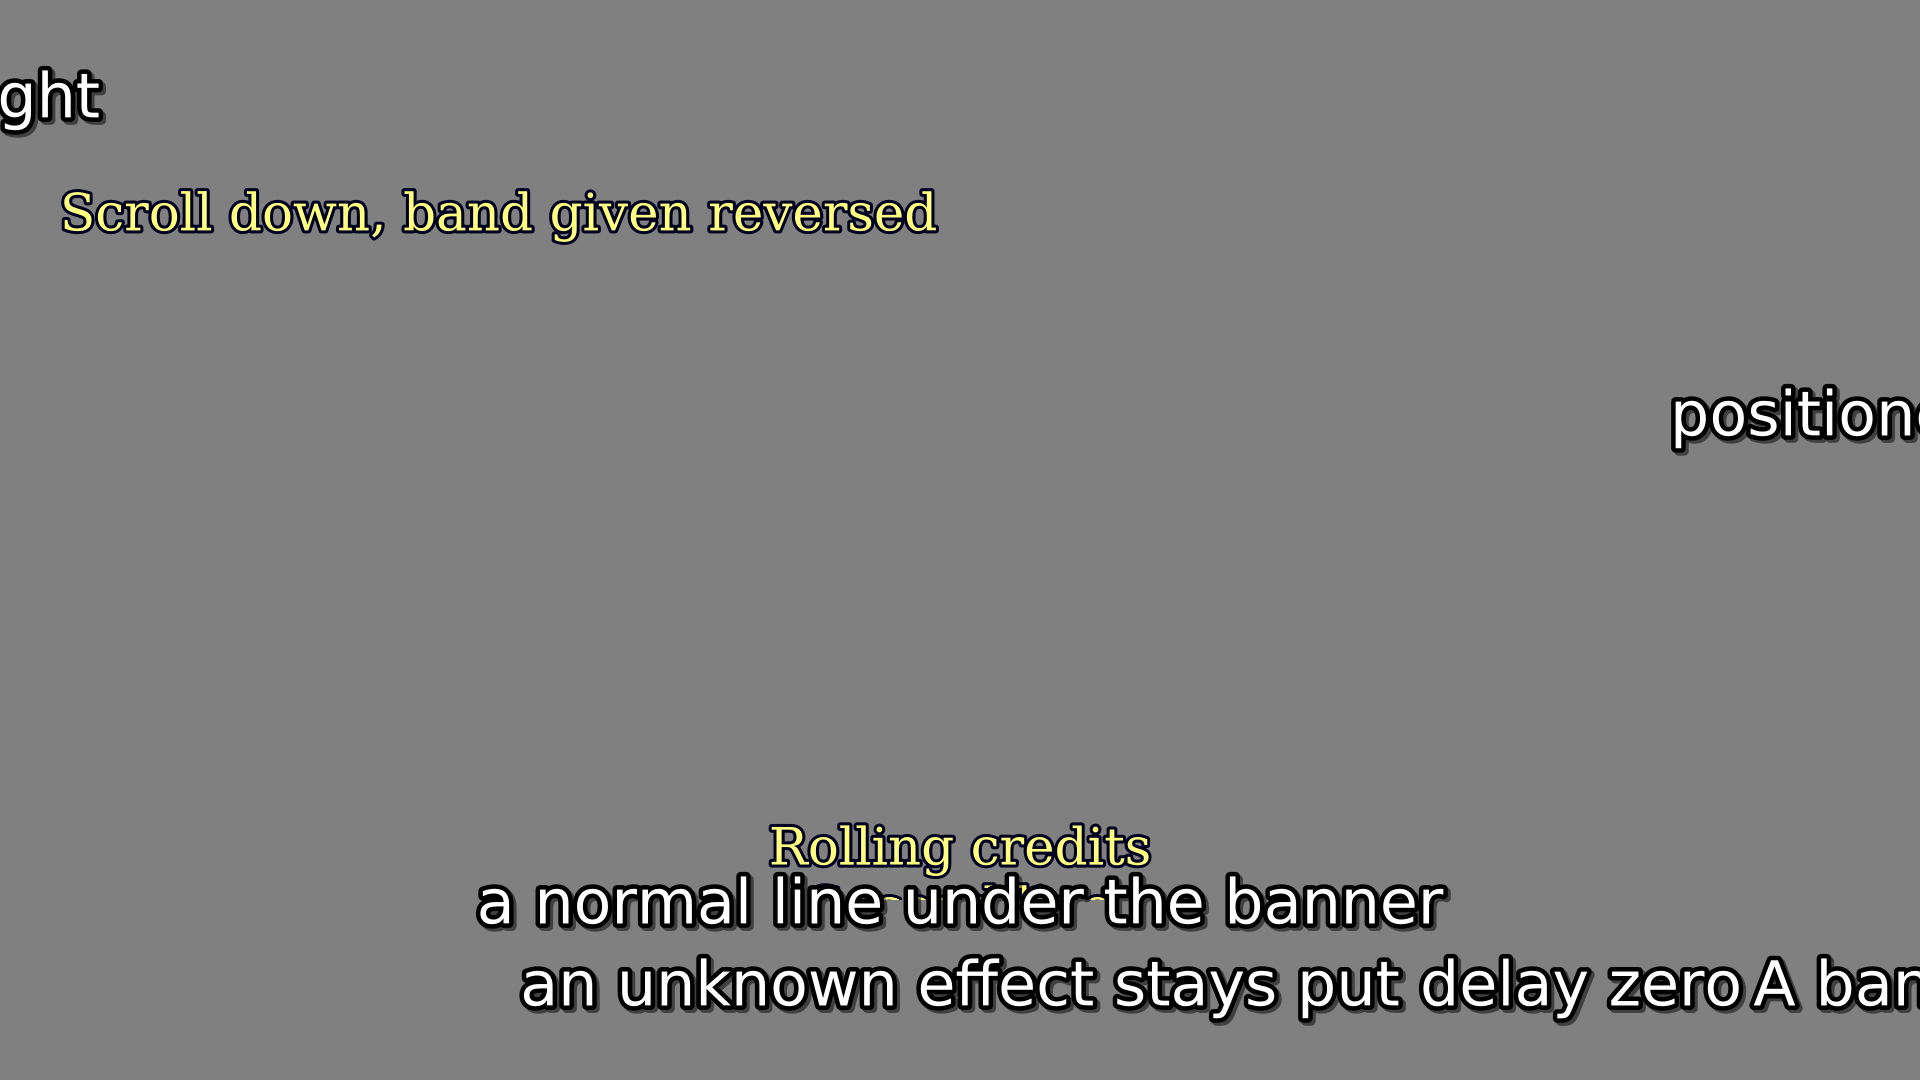 ght
Scroll down, band given reversed
position
Rolling credits
a normal line under the banner
an unknown effect stays put delay zero A ban